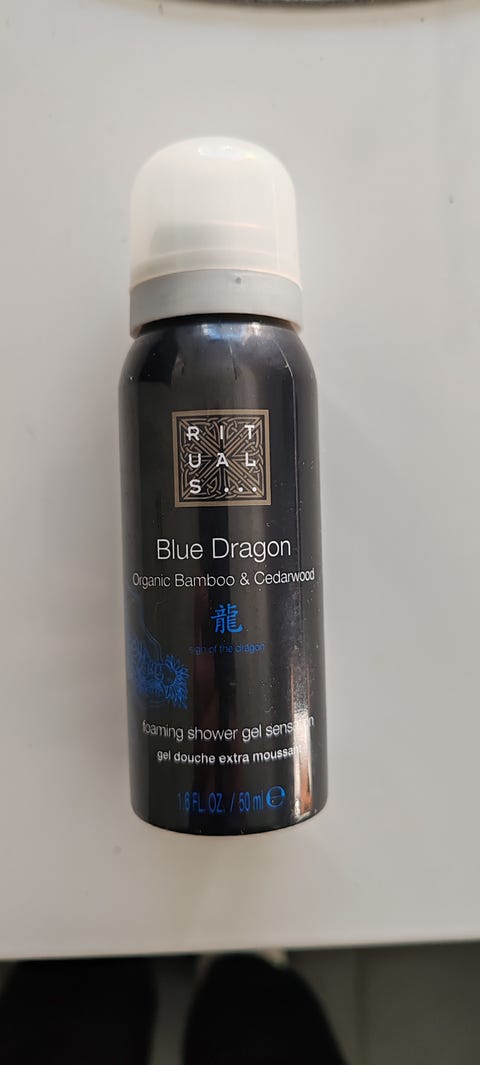 RIT
UAL
S...
Blue Dragon
Organic Bamboo & Cedarwood
龍
sign of the dragon
foaming shower gel sensation
gel douche extra moussant
1.6 FL. OZ. / 50 ml ℮